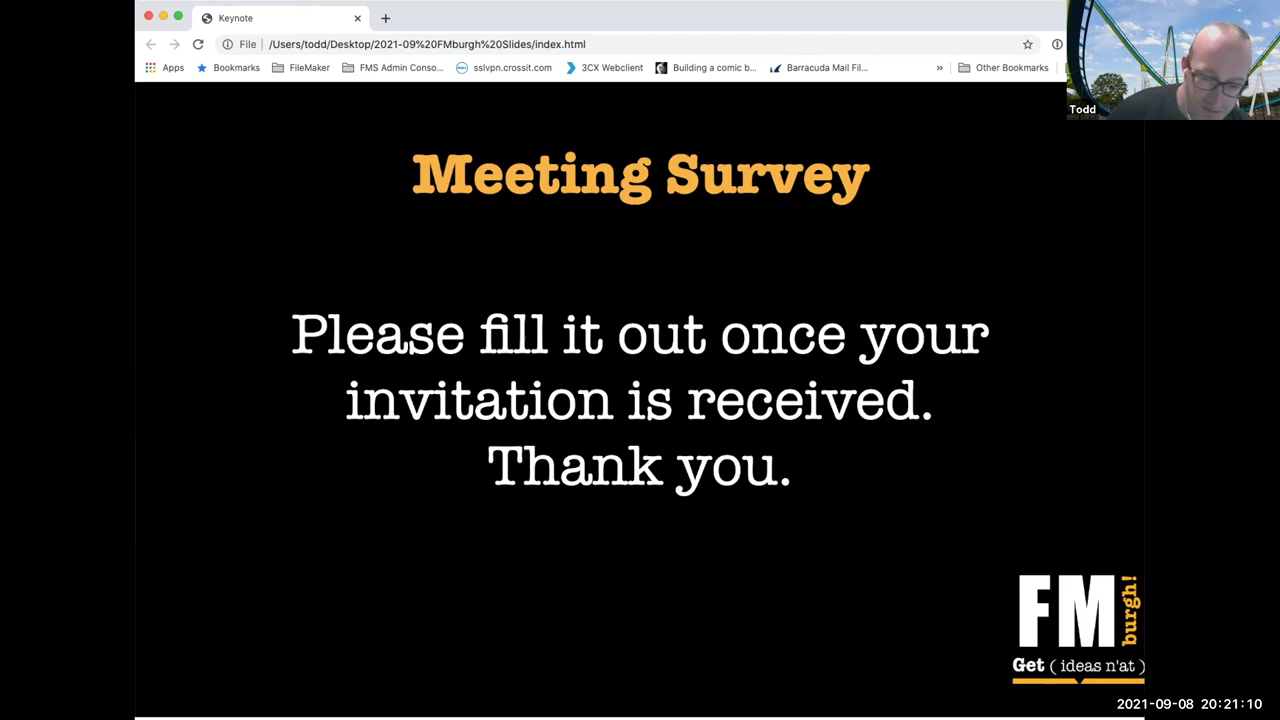 Keynote
File | /Users/todd/Desktop/2021-09%20FMburgh%20Slides/index.html
Apps Bookmarks FileMaker FMS Admin Conso... sslvpn.crossit.com 3CX Webclient Building a comic b... Barracuda Mail Fil... » Other Bookmarks
Todd
Meeting Survey
Please fill it out once your
invitation is received.
Thank you.
FM burgh!
Get ( ideas n'at )
2021-09-08 20:21:10